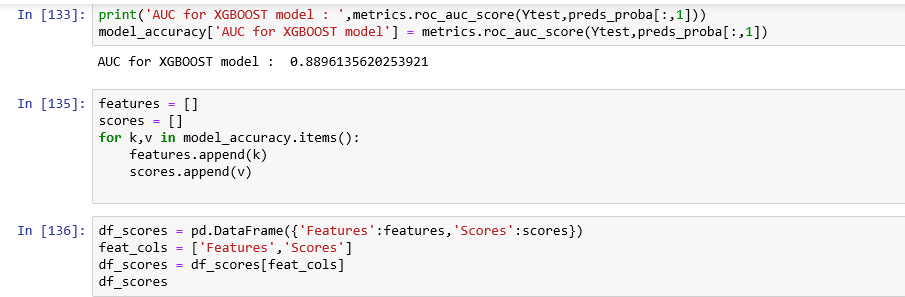 In [133]: print('AUC for XGBOOST model : ',metrics.roc_auc_score(Ytest,preds_proba[:,1]))
model_accuracy['AUC for XGBOOST model'] = metrics.roc_auc_score(Ytest,preds_proba[:,1])
AUC for XGBOOST model :  0.8896135620253921
In [135]: features = []
scores = []
for k,v in model_accuracy.items():
    features.append(k)
    scores.append(v)
In [136]: df_scores = pd.DataFrame({'Features':features,'Scores':scores})
feat_cols = ['Features','Scores']
df_scores = df_scores[feat_cols]
df_scores